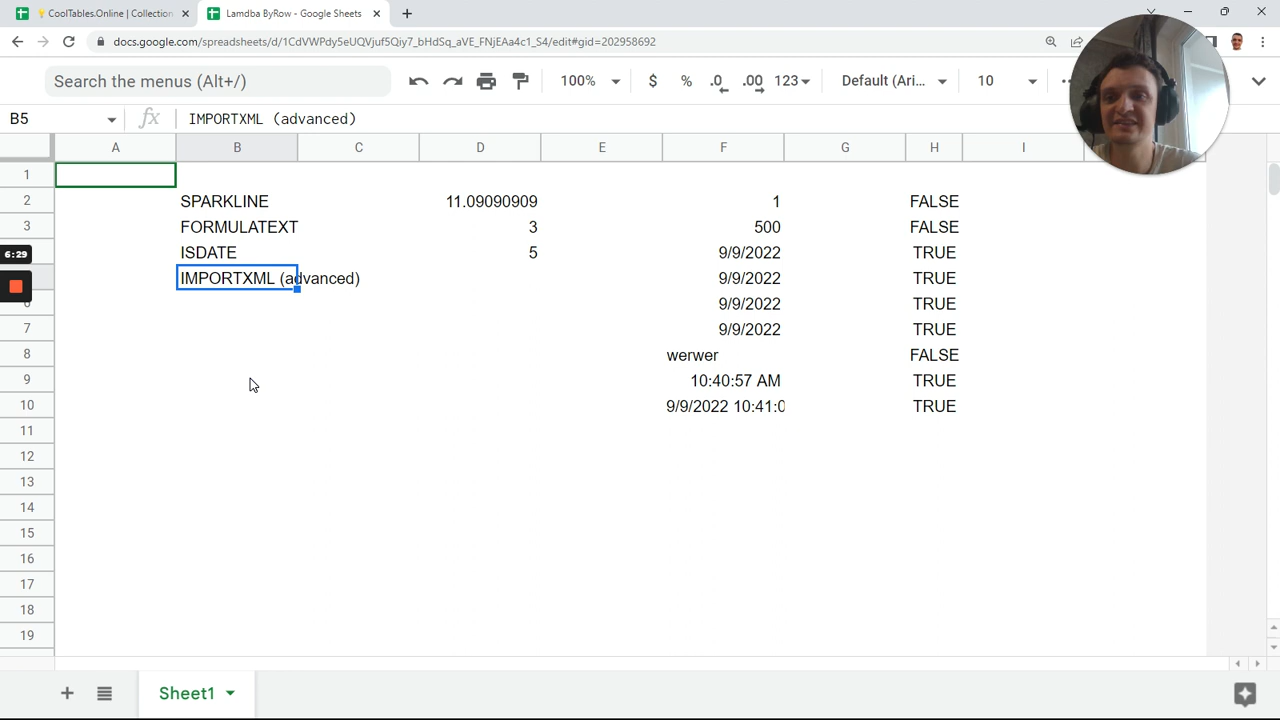 💡CoolTables.Online | Collection
Lamdba ByRow - Google Sheets
docs.google.com/spreadsheets/d/1CdVWPdy5eUQVjuf5Qiy7_bHdSq_aVE_FNjEAa4c1_S4/edit#gid=202958692
Search the menus (Alt+/)
100%
$ % .0 .00 123
Default (Ari...
10
B5
fx
IMPORTXML (advanced)
A B C D E F G H I
1
2 SPARKLINE 11.09090909 1 FALSE
3 FORMULATEXT 3 500 FALSE
6:29 ISDATE 5 9/9/2022 TRUE
IMPORTXML (advanced) 9/9/2022 TRUE
6 9/9/2022 TRUE
7 9/9/2022 TRUE
8 werwer FALSE
9 10:40:57 AM TRUE
10 9/9/2022 10:41:0 TRUE
11
12
13
14
15
16
17
18
19
Sheet1